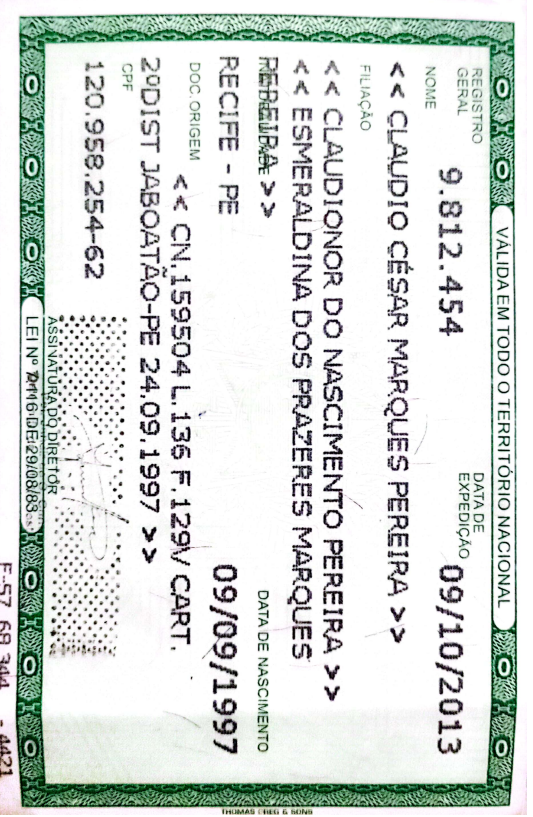 VÁLIDA EM TODO O TERRITÓRIO NACIONAL
REGISTRO GERAL 9.812.454 DATA DE EXPEDIÇÃO 09/10/2013
NOME
<< CLAUDIO CÉSAR MARQUES PEREIRA >>
FILIAÇÃO
<< CLAUDIONOR DO NASCIMENTO PEREIRA >>
<< ESMERALDINA DOS PRAZERES MARQUES
PEREIRA >>
DATA DE NASCIMENTO
RECIFE - PE 09/09/1997
DOC. ORIGEM
<< CN.159504 L.136 F.129V CART.
2ºDIST JABOATÃO-PE 24.09.1997 >>
CPF
120.958.254-62
ASSINATURA DO DIRETOR
LEI Nº 7.116 DE 29/08/83
F-57 68 344 - 4421
THOMAS GREG & SONS